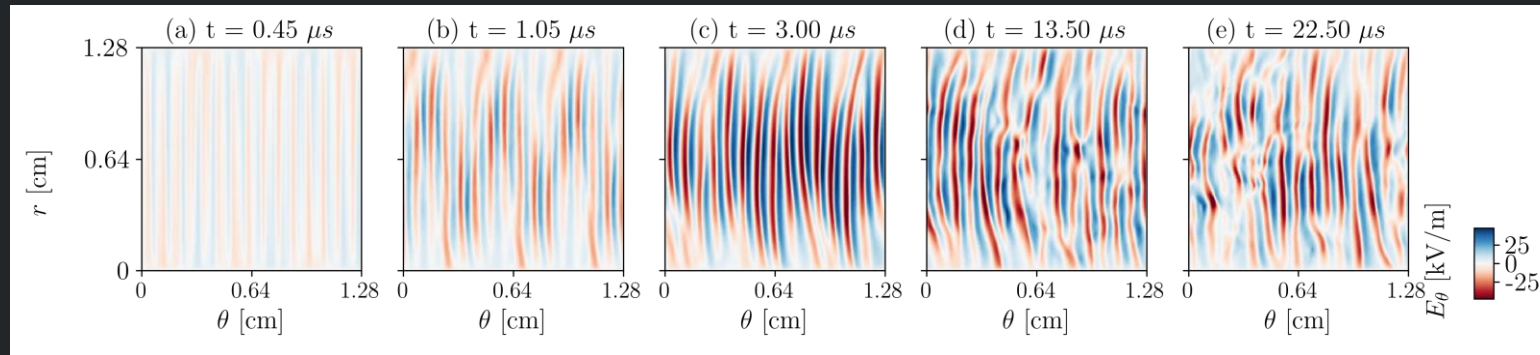 (a) t = 0.45 μs (b) t = 1.05 μs (c) t = 3.00 μs (d) t = 13.50 μs (e) t = 22.50 μs
1.28
0.64
0
r [cm]
0 0.64 1.28 0 0.64 1.28 0 0.64 1.28 0 0.64 1.28 0 0.64 1.28
θ [cm] θ [cm] θ [cm] θ [cm] θ [cm]
E_θ [kV/m]
25
0
-25